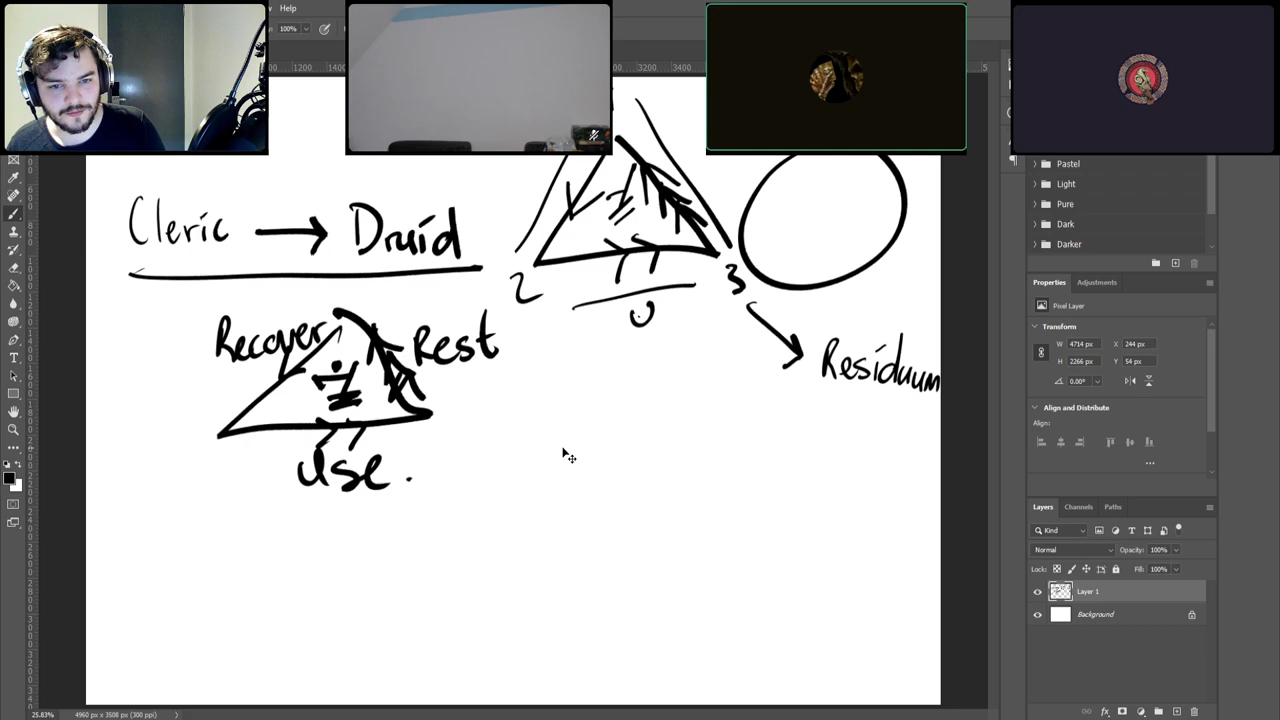 Help
100%
1200
1400
3200
3400
5
Cleric → Druid
2
3
Residuum
Recover
Rest
Use.
Pastel
Light
Pure
Dark
Darker
Properties Adjustments
Pixel Layer
Transform
W 4714 px X 244 px
H 2266 px Y 54 px
0.00°
Align and Distribute
Align:
Layers Channels Paths
Kind
Normal Opacity: 100%
Lock: Fill: 100%
Layer 1
Background
25.83% 4960 px x 3508 px (300 ppi)